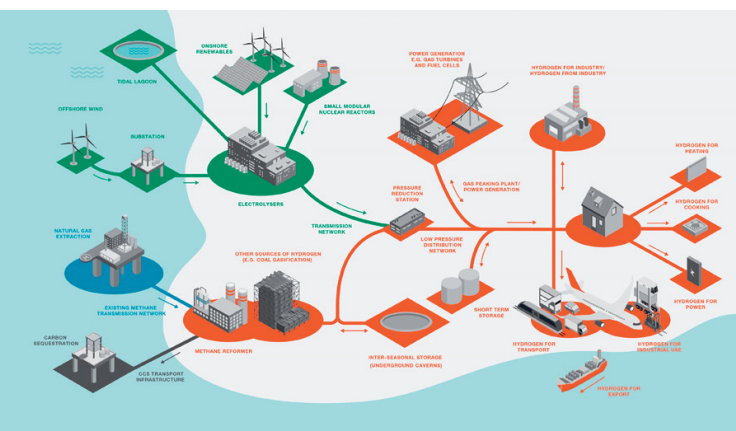 ONSHORE
RENEWABLES
POWER GENERATION
E.G. GAS TURBINES
AND FUEL CELLS
HYDROGEN FOR INDUSTRY/
HYDROGEN FROM INDUSTRY
TIDAL LAGOON
OFFSHORE WIND
SMALL MODULAR
NUCLEAR REACTORS
SUBSTATION
HYDROGEN FOR
HEATING
ELECTROLYSERS
PRESSURE
REDUCTION
STATION
GAS PEAKING PLANT/
POWER GENERATION
HYDROGEN FOR
COOKING
TRANSMISSION
NETWORK
NATURAL GAS
EXTRACTION
OTHER SOURCES OF HYDROGEN
(E.G. COAL GASIFICATION)
LOW PRESSURE
DISTRIBUTION
NETWORK
EXISTING METHANE
TRANSMISSION NETWORK
SHORT TERM
STORAGE
HYDROGEN FOR
POWER
CARBON
SEQUESTRATION
METHANE REFORMER
HYDROGEN FOR
TRANSPORT
HYDROGEN FOR
INDUSTRIAL USE
CCS TRANSPORT
INFRASTRUCTURE
INTER-SEASONAL STORAGE
(UNDERGROUND CAVERNS)
HYDROGEN FOR
EXPORT